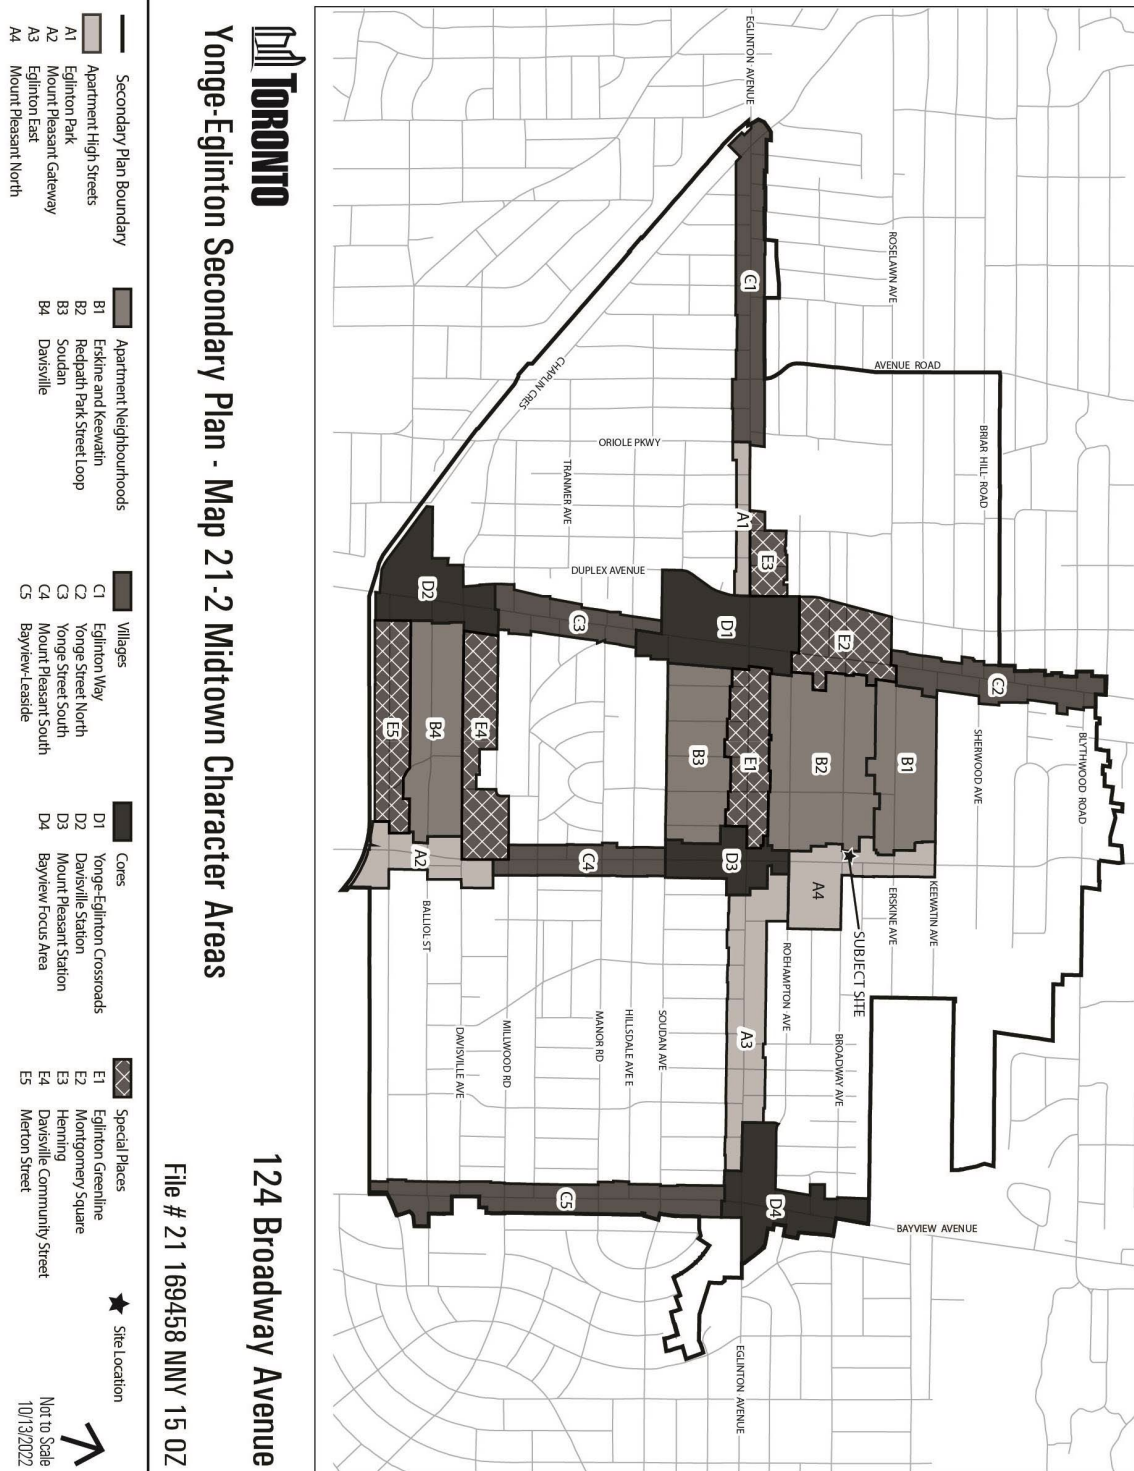 EGLINTON AVENUE
ROSELAWN AVE
AVENUE ROAD
BRIAR HILL ROAD
CHAPLIN CRES
ORIOLE PKWY
TRANMER AVE
DUPLEX AVENUE
SHERWOOD AVE
BLYTHWOOD ROAD
C1
A1
E3
D2
C3
D1
E2
C2
E5
B4
E4
B3
E1
B2
B1
A2
C4
D3
A4
KEEWATIN AVE
ERSKINE AVE
SUBJECT SITE
BALLIOL ST
ROEHAMPTON AVE
BROADWAY AVE
DAVISVILLE AVE
MILLWOOD RD
MANOR RD
HILLSDALE AVE E
SOUDAN AVE
A3
C5
D4
BAYVIEW AVENUE
EGLINTON AVENUE
TORONTO
124 Broadway Avenue
Yonge-Eglinton Secondary Plan - Map 21-2 Midtown Character Areas
File # 21 169458 NNY 15 OZ
Secondary Plan Boundary
Apartment High Streets
A1 Eglinton Park
A2 Mount Pleasant Gateway
A3 Eglinton East
A4 Mount Pleasant North
Apartment Neighbourhoods
B1 Erskine and Keewatin
B2 Redpath Park Street Loop
B3 Soudan
B4 Davisville
Villages
C1 Eglinton Way
C2 Yonge Street North
C3 Yonge Street South
C4 Mount Pleasant South
C5 Bayview-Leaside
Cores
D1 Yonge-Eglinton Crossroads
D2 Davisville Station
D3 Mount Pleasant Station
D4 Bayview Focus Area
Special Places
E1 Eglinton Greenline
E2 Montgomery Square
E3 Henning
E4 Davisville Community Street
E5 Merton Street
Site Location
Not to Scale
10/13/2022